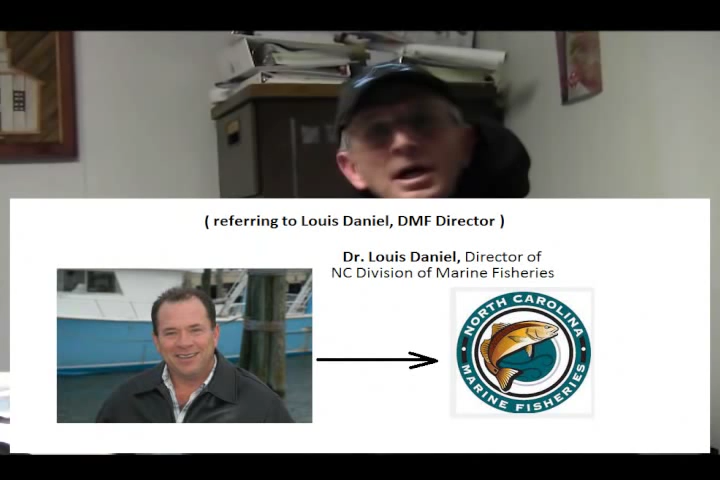 ( referring to Louis Daniel, DMF Director )
Dr. Louis Daniel, Director of
NC Division of Marine Fisheries
NORTH CAROLINA
MARINE FISHERIES